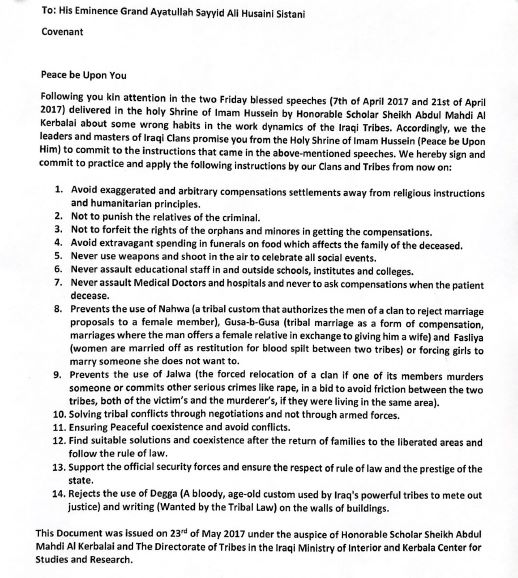 To: His Eminence Grand Ayatullah Sayyid Ali Husaini Sistani
Covenant
Peace be Upon You
Following you kin attention in the two Friday blessed speeches (7th of April 2017 and 21st of April
2017) delivered in the holy Shrine of Imam Hussein by Honorable Scholar Sheikh Abdul Mahdi Al
Kerbalai about some wrong habits in the work dynamics of the Iraqi Tribes. Accordingly, we the
leaders and masters of Iraqi Clans promise you from the Holy Shrine of Imam Hussein (Peace be Upon
Him) to commit to the instructions that came in the above-mentioned speeches. We hereby sign and
commit to practice and apply the following instructions by our Clans and Tribes from now on:
1. Avoid exaggerated and arbitrary compensations settlements away from religious instructions
and humanitarian principles.
2. Not to punish the relatives of the criminal.
3. Not to forfeit the rights of the orphans and minores in getting the compensations.
4. Avoid extravagant spending in funerals on food which affects the family of the deceased.
5. Never use weapons and shoot in the air to celebrate all social events.
6. Never assault educational staff in and outside schools, institutes and colleges.
7. Never assault Medical Doctors and hospitals and never to ask compensations when the patient
decease.
8. Prevents the use of Nahwa (a tribal custom that authorizes the men of a clan to reject marriage
proposals to a female member), Gusa-b-Gusa (tribal marriage as a form of compensation,
marriages where the man offers a female relative in exchange to giving him a wife) and Fasliya
(women are married off as restitution for blood spilt between two tribes) or forcing girls to
marry someone she does not want to.
9. Prevents the use of Jalwa (the forced relocation of a clan if one of its members murders
someone or commits other serious crimes like rape, in a bid to avoid friction between the two
tribes, both of the victim's and the murderer's, if they were living in the same area).
10. Solving tribal conflicts through negotiations and not through armed forces.
11. Ensuring Peaceful coexistence and avoid conflicts.
12. Find suitable solutions and coexistence after the return of families to the liberated areas and
follow the rule of law.
13. Support the official security forces and ensure the respect of rule of law and the prestige of the
state.
14. Rejects the use of Degga (A bloody, age-old custom used by Iraq's powerful tribes to mete out
justice) and writing (Wanted by the Tribal Law) on the walls of buildings.
This Document was issued on 23rd of May 2017 under the auspice of Honorable Scholar Sheikh Abdul
Mahdi Al Kerbalai and The Directorate of Tribes in the Iraqi Ministry of Interior and Kerbala Center for
Studies and Research.